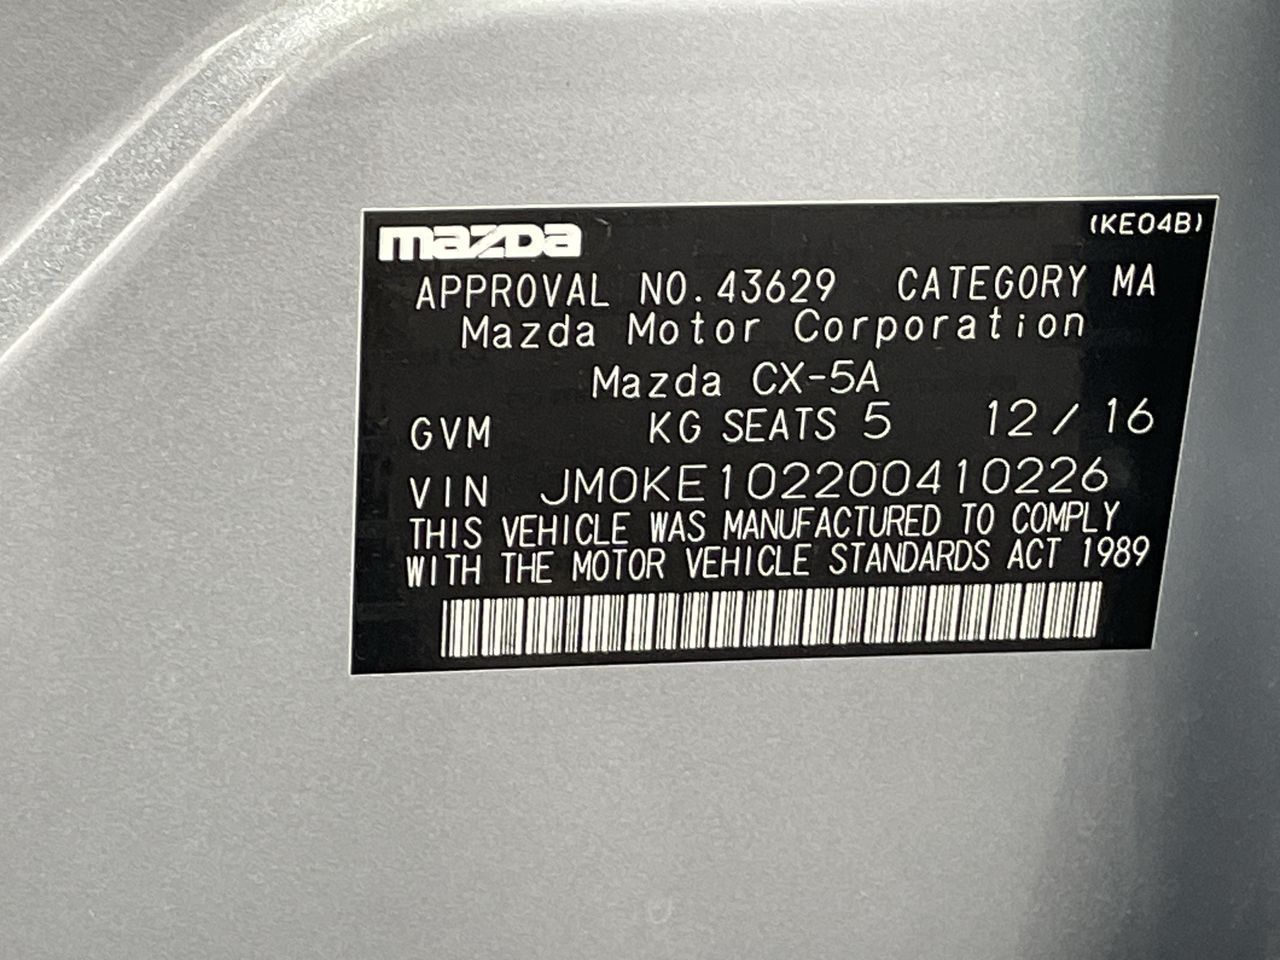 mazda
(KE04B)
APPROVAL NO.43629 CATEGORY MA
Mazda Motor Corporation
Mazda CX-5A
GVM KG SEATS 5 12/16
VIN JM0KE102200410226
THIS VEHICLE WAS MANUFACTURED TO COMPLY
WITH THE MOTOR VEHICLE STANDARDS ACT 1989